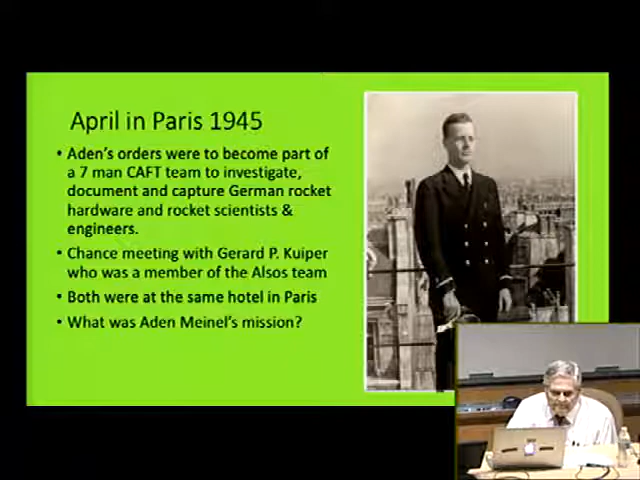 April in Paris 1945
• Aden's orders were to become part of
a 7 man CAFT team to investigate,
document and capture German rocket
hardware and rocket scientists &
engineers.
• Chance meeting with Gerard P. Kuiper
who was a member of the Alsos team
• Both were at the same hotel in Paris
• What was Aden Meinel's mission?